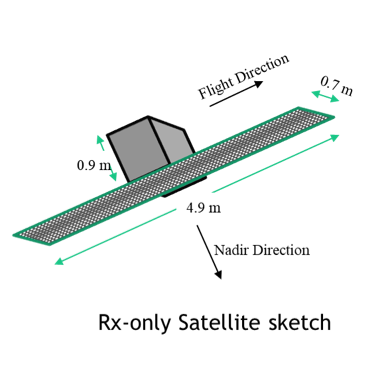 Flight Direction
0.7 m
0.9 m
4.9 m
Nadir Direction
Rx-only Satellite sketch